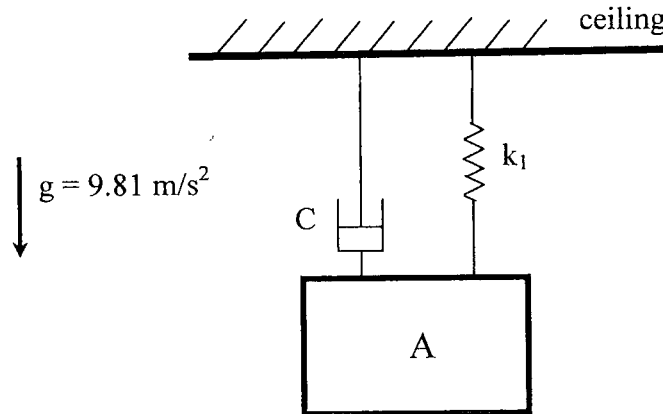 ceiling
g = 9.81 m/s²
k₁
C
A